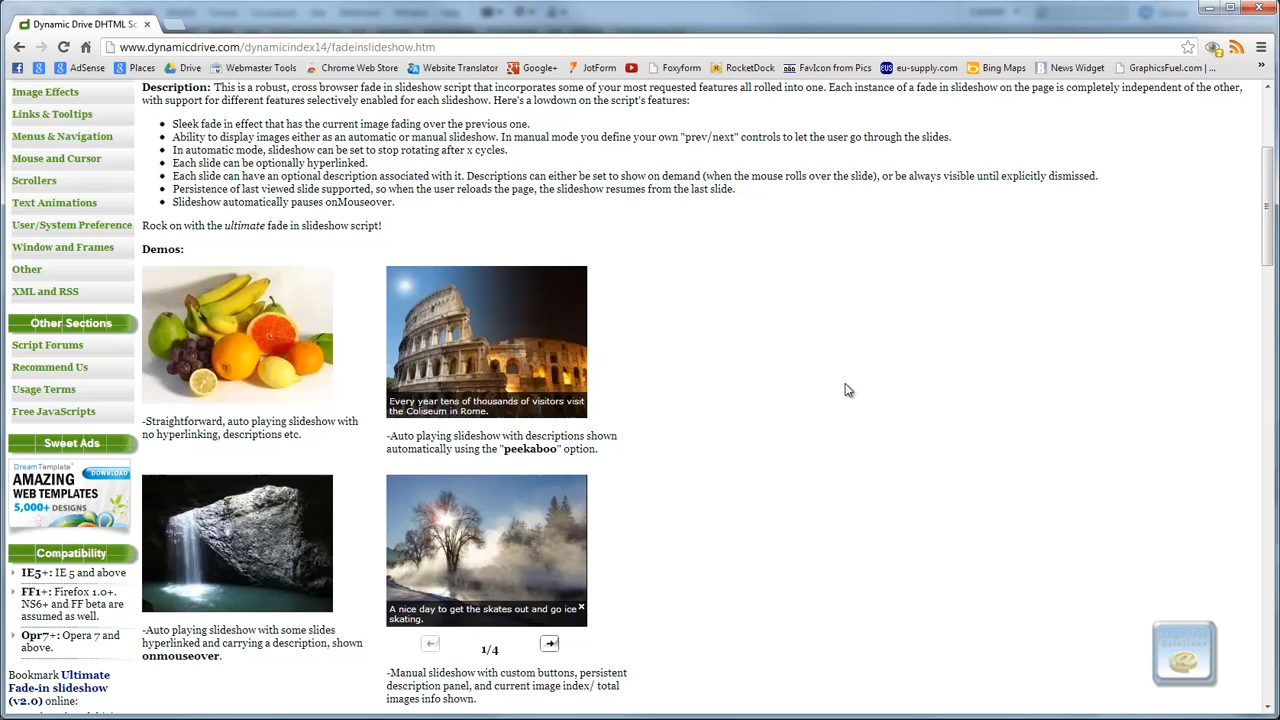 Dynamic Drive DHTML Sc
www.dynamicdrive.com/dynamicindex14/fadeinslideshow.htm
AdSense Places Drive Webmaster Tools Chrome Web Store Website Translator Google+ JotForm Foxyform RocketDock FavIcon from Pics eu-supply.com Bing Maps News Widget GraphicsFuel.com |... »
Image Effects
Links & Tooltips
Menus & Navigation
Mouse and Cursor
Scrollers
Text Animations
User/System Preference
Window and Frames
Other
XML and RSS
Other Sections
Script Forums
Recommend Us
Usage Terms
Free JavaScripts
Sweet Ads
DreamTemplate
DOWNLOAD
AMAZING
WEB TEMPLATES
5,000+ DESIGNS
Compatibility
IE5+: IE 5 and above
FF1+: Firefox 1.0+.
NS6+ and FF beta are
assumed as well.
Opr7+: Opera 7 and
above.
Bookmark Ultimate
Fade-in slideshow
(v2.0) online:
Description: This is a robust, cross browser fade in slideshow script that incorporates some of your most requested features all rolled into one. Each instance of a fade in slideshow on the page is completely independent of the other,
with support for different features selectively enabled for each slideshow. Here's a lowdown on the script's features:
• Sleek fade in effect that has the current image fading over the previous one.
• Ability to display images either as an automatic or manual slideshow. In manual mode you define your own "prev/next" controls to let the user go through the slides.
• In automatic mode, slideshow can be set to stop rotating after x cycles.
• Each slide can be optionally hyperlinked.
• Each slide can have an optional description associated with it. Descriptions can either be set to show on demand (when the mouse rolls over the slide), or be always visible until explicitly dismissed.
• Persistence of last viewed slide supported, so when the user reloads the page, the slideshow resumes from the last slide.
• Slideshow automatically pauses onMouseover.
Rock on with the ultimate fade in slideshow script!
Demos:
-Straightforward, auto playing slideshow with
no hyperlinking, descriptions etc.
Every year tens of thousands of visitors visit
the Coliseum in Rome.
-Auto playing slideshow with descriptions shown
automatically using the "peekaboo" option.
-Auto playing slideshow with some slides
hyperlinked and carrying a description, shown
onmouseover.
A nice day to get the skates out and go ice
skating.
1/4
-Manual slideshow with custom buttons, persistent
description panel, and current image index/ total
images info shown.